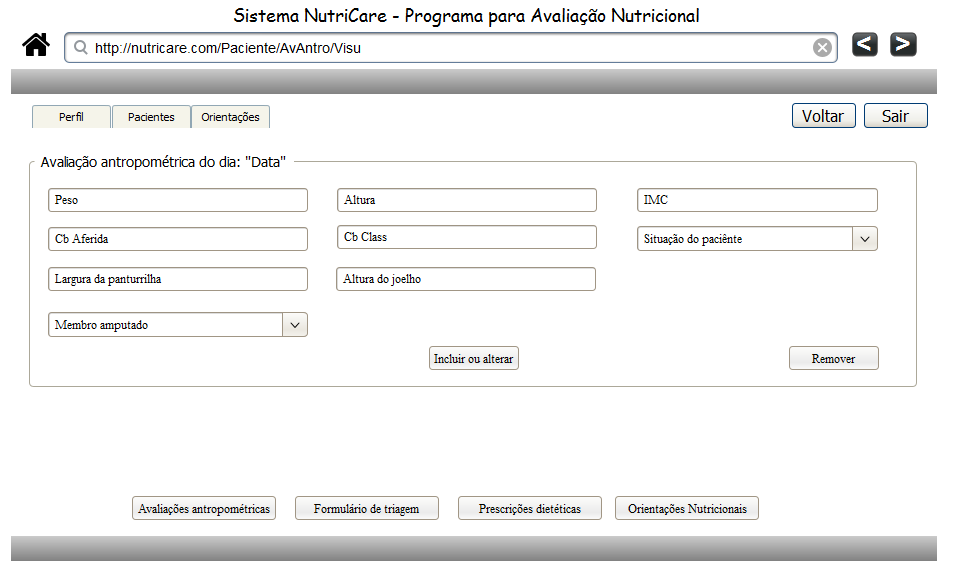 Sistema NutriCare - Programa para Avaliação Nutricional
http://nutricare.com/Paciente/AvAntro/Visu
< >
Perfil Pacientes Orientações Voltar Sair
Avaliação antropométrica do dia: "Data"
Peso Altura IMC
Cb Aferida Cb Class Situação do paciênte
Largura da panturrilha Altura do joelho
Membro amputado
Incluir ou alterar Remover
Avaliações antropométricas Formulário de triagem Prescrições dietéticas Orientações Nutricionais